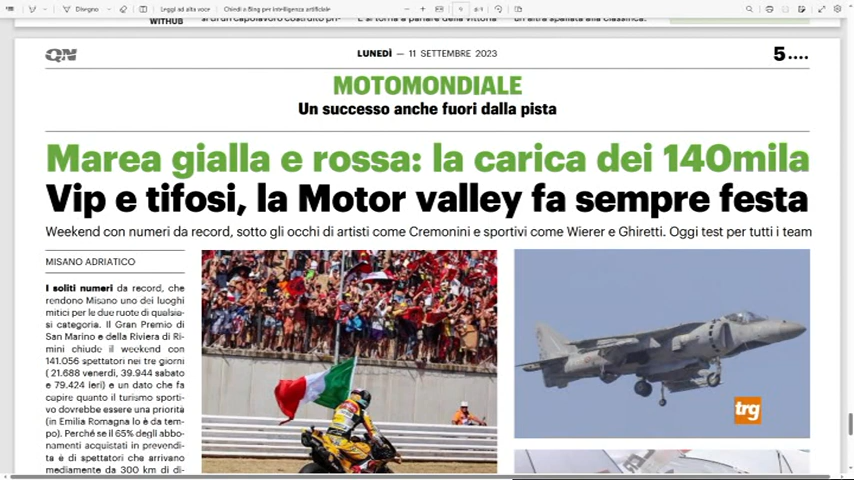 Disegno
Leggi ad alta voce
Chiedi a Bing per intelligenza artificiale
WITHUB
QN
LUNEDÌ — 11 SETTEMBRE 2023
5 ....
MOTOMONDIALE
Un successo anche fuori dalla pista
Marea gialla e rossa: la carica dei 140mila
Vip e tifosi, la Motor valley fa sempre festa
Weekend con numeri da record, sotto gli occhi di artisti come Cremonini e sportivi come Wierer e Ghiretti. Oggi test per tutti i team
MISANO ADRIATICO
I soliti numeri da record, che
rendono Misano uno dei luoghi
mitici per le due ruote di qualsia-
si categoria. Il Gran Premio di
San Marino e della Riviera di Ri-
mini chiude il weekend con
141.056 spettatori nei tre giorni
( 21.688 venerdì, 39.944 sabato
e 79.424 ieri) e un dato che fa
capire quanto il turismo sporti-
vo dovrebbe essere una priorità
(in Emilia Romagna lo è da tem-
po). Perché se il 65% degli abbo-
namenti acquistati in prevendi-
ta è di spettatori che arrivano
mediamente da 300 km di di-
trg